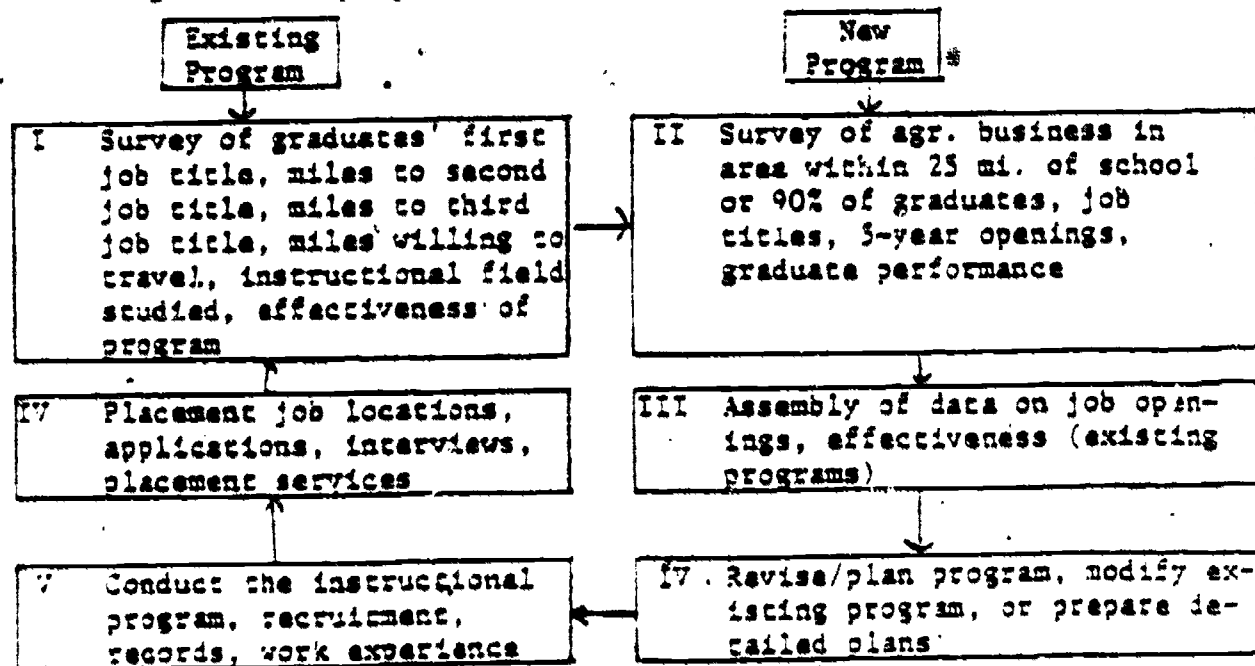 Existing
Program
New
Program *
I Survey of graduates' first
job title, miles to second
job title, miles to third
job title, miles willing to
travel, instructional field
studied, effectiveness of
program
II Survey of agr. business in
area within 25 mi. of school
or 90% of graduates, job
titles, 5-year openings,
graduate performance
IV Placement job locations,
applications, interviews,
placement services
III Assembly of data on job open-
ings, effectiveness (existing
programs)
V Conduct the instructional
program, recruitment,
records, work experience
IV. Revise/plan program, modify ex-
isting program, or prepare de-
tailed plans